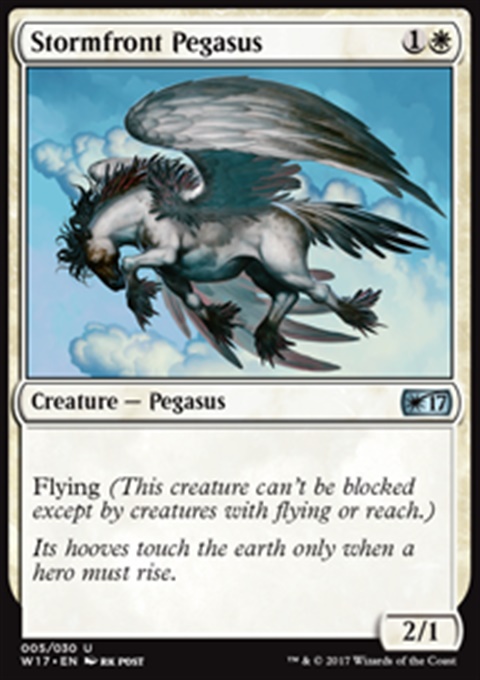 Stormfront Pegasus 1
Creature — Pegasus 17
Flying (This creature can't be blocked
except by creatures with flying or reach.)
Its hooves touch the earth only when a
hero must rise.
2/1
005/030 U
W17 • EN RK POST ™ & © 2017 Wizards of the Coast